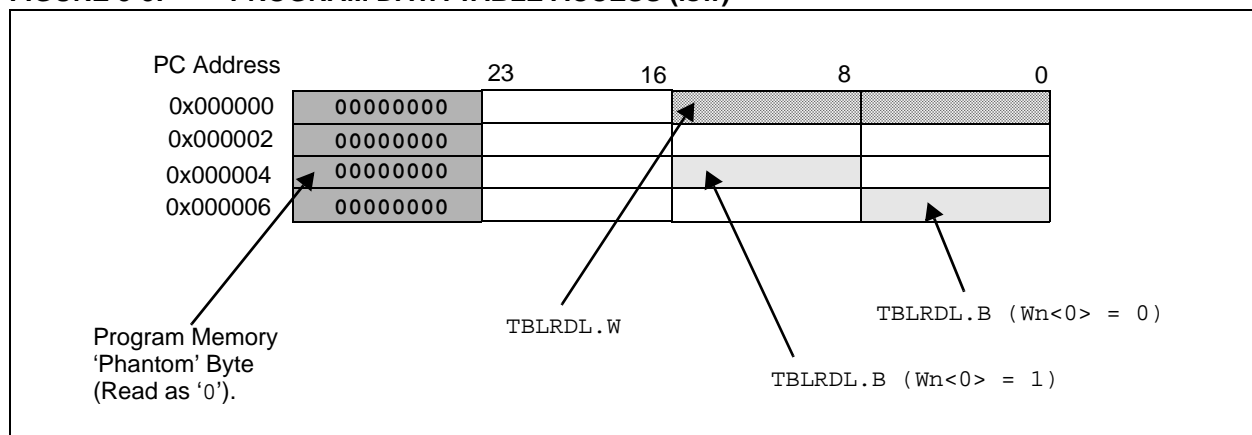 PC Address
23 16 8 0
0x000000 00000000
0x000002 00000000
0x000004 00000000
0x000006 00000000
TBLRDL.W
TBLRDL.B (Wn<0> = 0)
Program Memory
‘Phantom’ Byte
(Read as ‘0’).
TBLRDL.B (Wn<0> = 1)